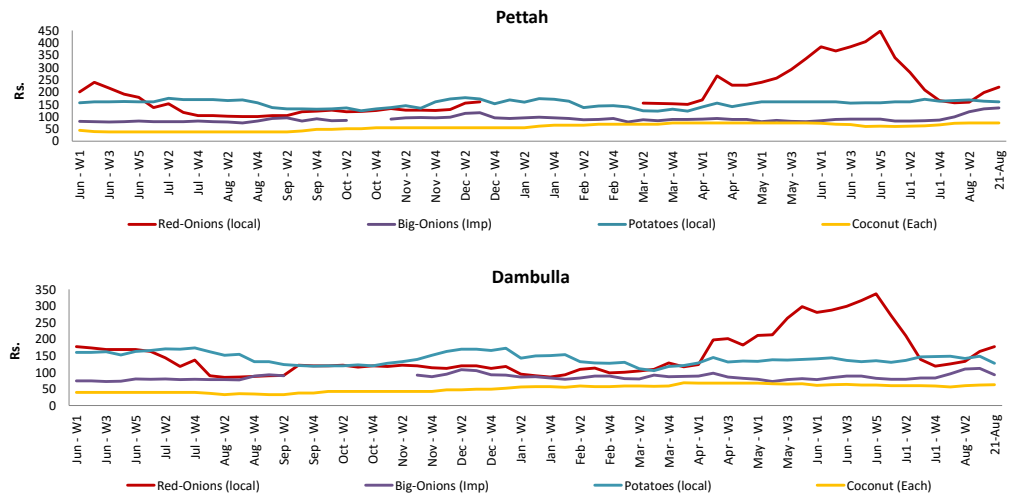 Pettah
Rs.
450
400
350
300
250
200
150
100
50
0
Jun - W1
Jun - W3
Jun - W5
Jul - W2
Jul - W4
Aug - W2
Aug - W4
Sep - W2
Sep - W4
Oct - W2
Oct - W4
Nov - W2
Nov - W4
Dec - W2
Dec - W4
Jan - W2
Jan - W4
Feb - W2
Feb - W4
Mar - W2
Mar - W4
Apr - W1
Apr - W3
May - W1
May - W3
Jun - W1
Jun - W3
Jun - W5
Ju1 - W2
Ju1 - W4
Aug - W2
21-Aug
Red-Onions (local) Big-Onions (Imp) Potatoes (local) Coconut (Each)
Dambulla
Rs.
350
300
250
200
150
100
50
0
Jun - W1
Jun - W3
Jun - W5
Jul - W2
Jul - W4
Aug - W2
Aug - W4
Sep - W2
Sep - W4
Oct - W2
Oct - W4
Nov - W2
Nov - W4
Dec - W2
Dec - W4
Jan - W2
Jan - W4
Feb - W2
Feb - W4
Mar - W2
Mar - W4
Apr - W1
Apr - W3
May - W1
May - W3
Jun - W1
Jun - W3
Jun - W5
Ju1 - W2
Ju1 - W4
Aug - W2
21-Aug
Red-Onions (local) Big-Onions (Imp) Potatoes (local) Coconut (Each)